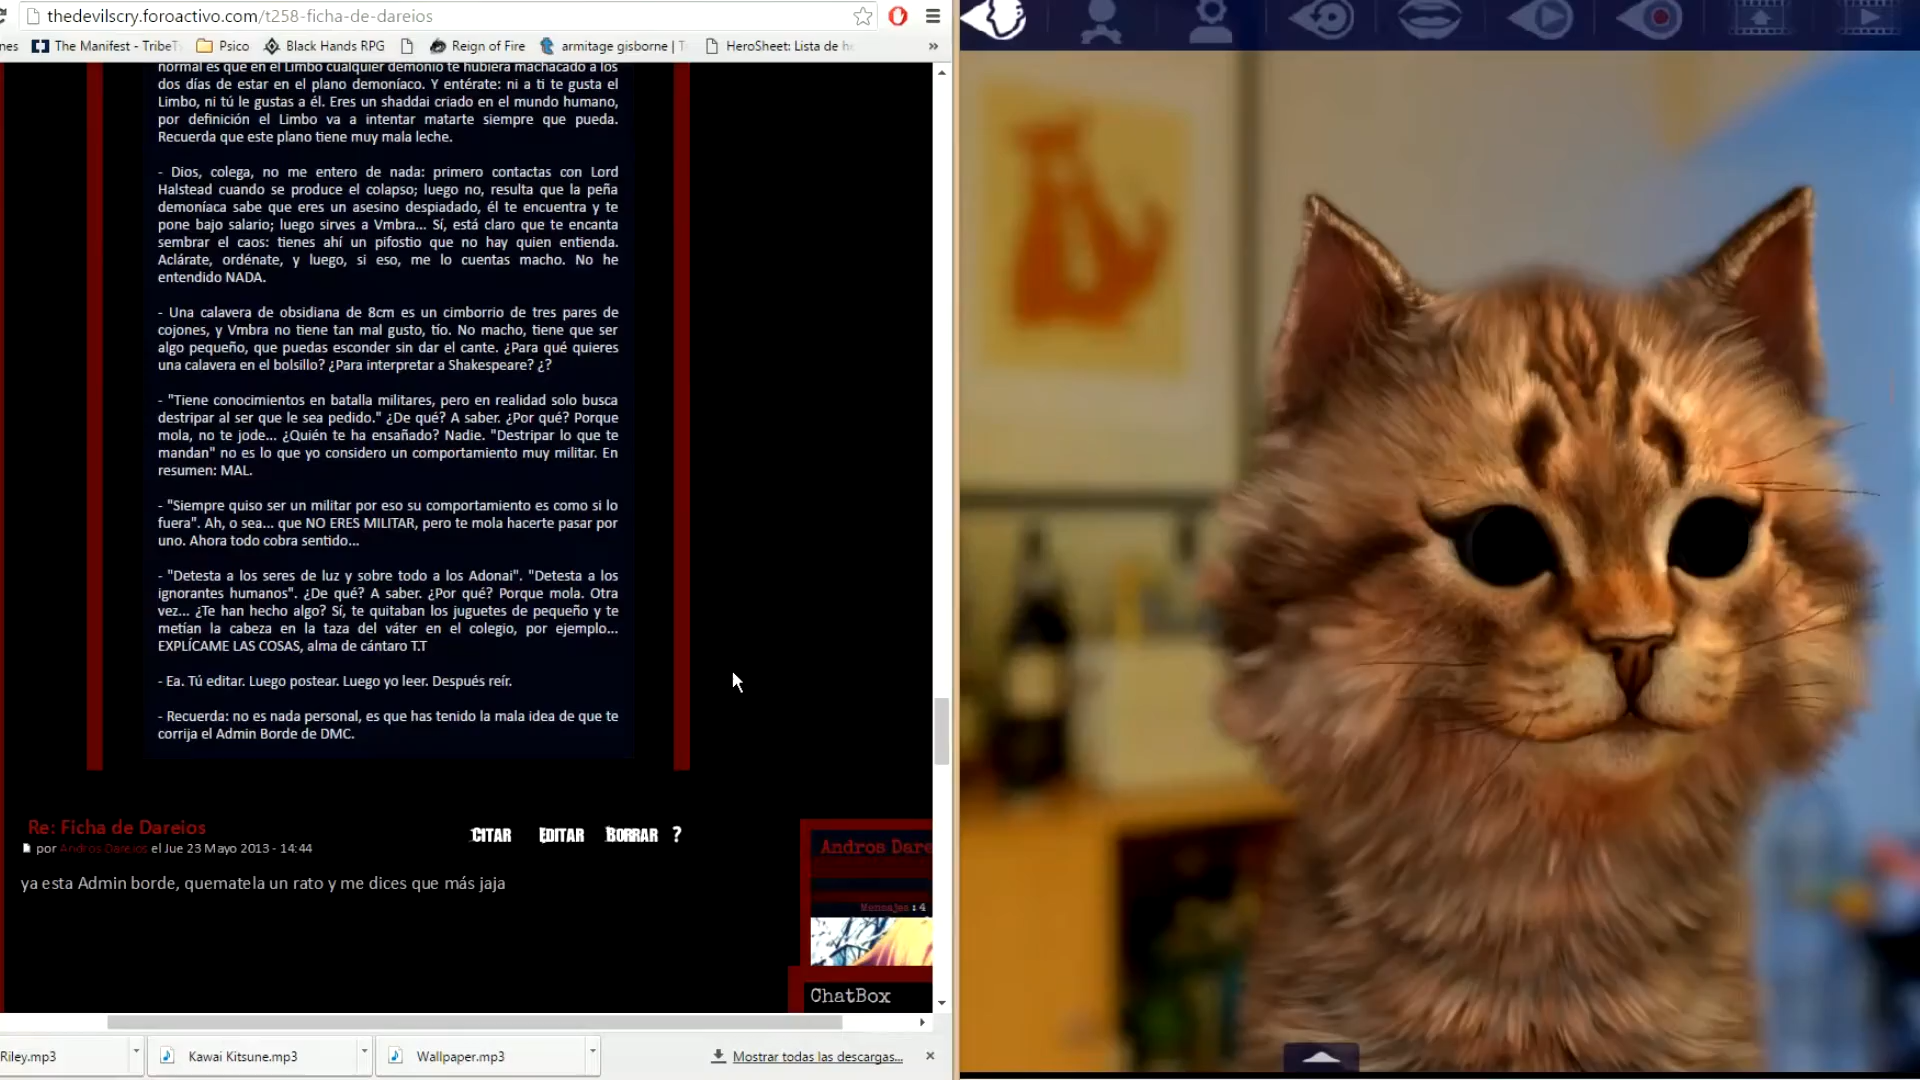 thedevilscry.foroactivo.com/t258-ficha-de-dareios
nes The Manifest - TribeT Psico Black Hands RPG Reign of Fire armitage gisborne | T HeroSheet: Lista de h »
normal es que en el Limbo cualquier demonio te hubiera machacado a los
dos días de estar en el plano demoníaco. Y entérate: ni a ti te gusta el
Limbo, ni tú le gustas a él. Eres un shaddai criado en el mundo humano,
por definición el Limbo va a intentar matarte siempre que pueda.
Recuerda que este plano tiene muy mala leche.
- Dios, colega, no me entero de nada: primero contactas con Lord
Halstead cuando se produce el colapso; luego no, resulta que la peña
demoníaca sabe que eres un asesino despiadado, él te encuentra y te
pone bajo salario; luego sirves a Vmbra... Sí, está claro que te encanta
sembrar el caos: tienes ahí un pifostio que no hay quien entienda.
Aclárate, ordénate, y luego, si eso, me lo cuentas macho. No he
entendido NADA.
- Una calavera de obsidiana de 8cm es un cimborrio de tres pares de
cojones, y Vmbra no tiene tan mal gusto, tío. No macho, tiene que ser
algo pequeño, que puedas esconder sin dar el cante. ¿Para qué quieres
una calavera en el bolsillo? ¿Para interpretar a Shakespeare? ¿?
- "Tiene conocimientos en batalla militares, pero en realidad solo busca
destripar al ser que le sea pedido." ¿De qué? A saber. ¿Por qué? Porque
mola, no te jode... ¿Quién te ha ensañado? Nadie. "Destripar lo que te
mandan" no es lo que yo considero un comportamiento muy militar. En
resumen: MAL.
- "Siempre quiso ser un militar por eso su comportamiento es como si lo
fuera". Ah, o sea... que NO ERES MILITAR, pero te mola hacerte pasar por
uno. Ahora todo cobra sentido...
- "Detesta a los seres de luz y sobre todo a los Adonai". "Detesta a los
ignorantes humanos". ¿De qué? A saber. ¿Por qué? Porque mola. Otra
vez... ¿Te han hecho algo? Sí, te quitaban los juguetes de pequeño y te
metían la cabeza en la taza del váter en el colegio, por ejemplo...
EXPLÍCAME LAS COSAS, alma de cántaro T.T
- Ea. Tú editar. Luego postear. Luego yo leer. Después reír.
- Recuerda: no es nada personal, es que has tenido la mala idea de que te
corrija el Admin Borde de DMC.
Re: Ficha de Dareios CITAR EDITAR BORRAR ?
por Andros Dareios el Jue 23 Mayo 2013 - 14:44
Andros Dare
ya esta Admin borde, quematela un rato y me dices que más jaja
Mensajes : 4
ChatBox
Riley.mp3 Kawai Kitsune.mp3 Wallpaper.mp3 Mostrar todas las descargas...